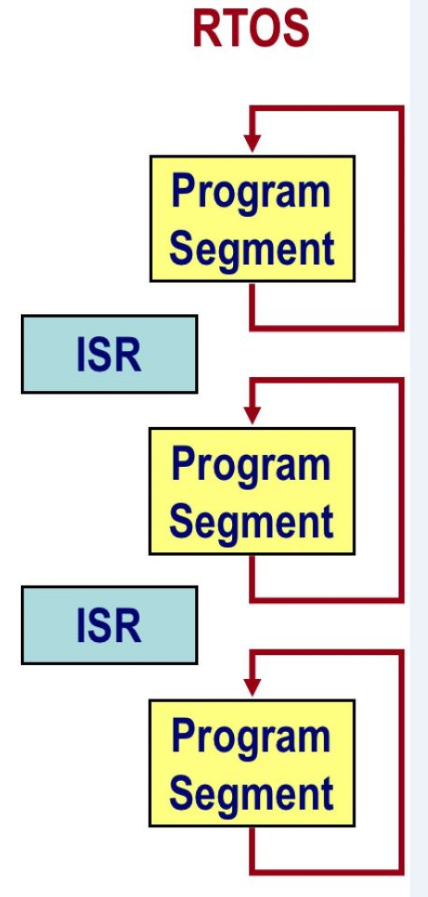 RTOS
Program
Segment
ISR
Program
Segment
ISR
Program
Segment